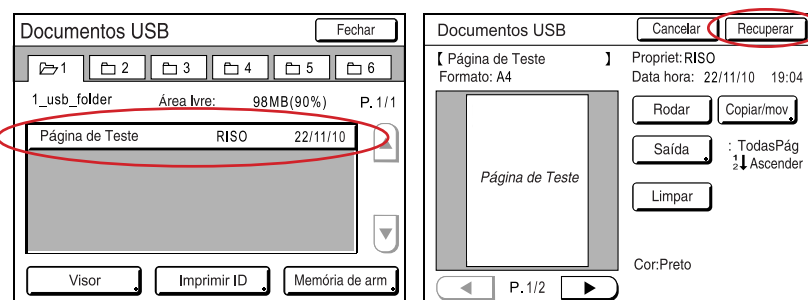 Documentos USB
Fechar
1
2
3
4
5
6
1_usb_folder
Área lvre:
98MB(90%)
P. 1/1
Página de Teste
RISO
22/11/10
Visor
Imprimir ID
Memória de arm
Documentos USB
Cancelar
Recuperar
【 Página de Teste 】
Propriet: RISO
Formato: A4
Data hora: 22/11/10 19:04
Rodar
Copiar/mov
Saída
: TodasPág
1 2 Ascender
Página de Teste
Limpar
Cor:Preto
P. 1/2